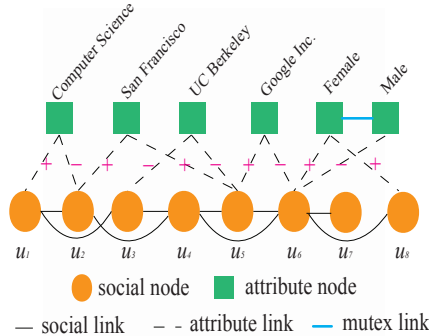 Computer Science San Francisco UC Berkeley Google Inc. Female Male
+ − + − + − + − + − +
u₁ u₂ u₃ u₄ u₅ u₆ u₇ u₈
social node attribute node
social link attribute link mutex link